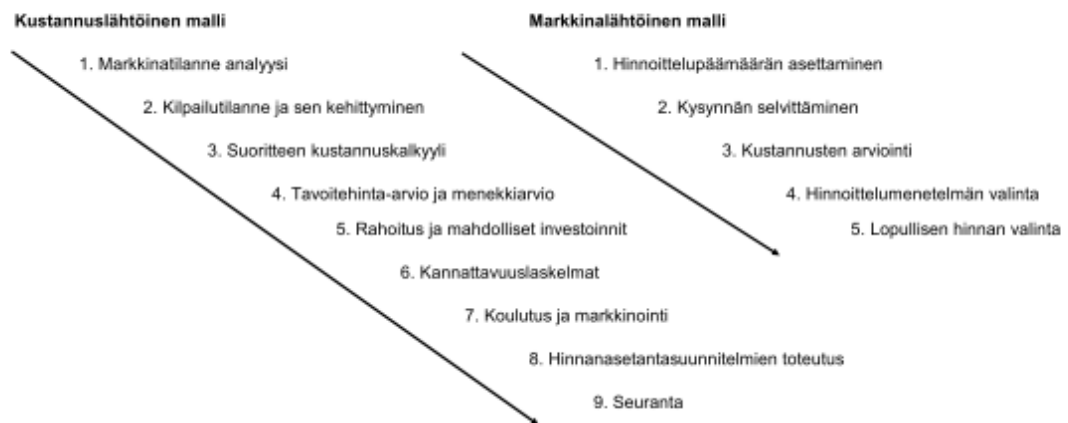 Kustannuslähtöinen malli
1. Markkinatilanne analyysi
2. Kilpailutilanne ja sen kehittyminen
3. Suoritteen kustannuskalkyyli
4. Tavoitehinta-arvio ja menekkiarvio
5. Rahoitus ja mahdolliset investoinnit
6. Kannattavuuslaskelmat
7. Koulutus ja markkinointi
8. Hinnanasetantasuunnitelmien toteutus
9. Seuranta
Markkinalähtöinen malli
1. Hinnoittelupäämäärän asettaminen
2. Kysynnän selvittäminen
3. Kustannusten arviointi
4. Hinnoittelumenetelmän valinta
5. Lopullisen hinnan valinta